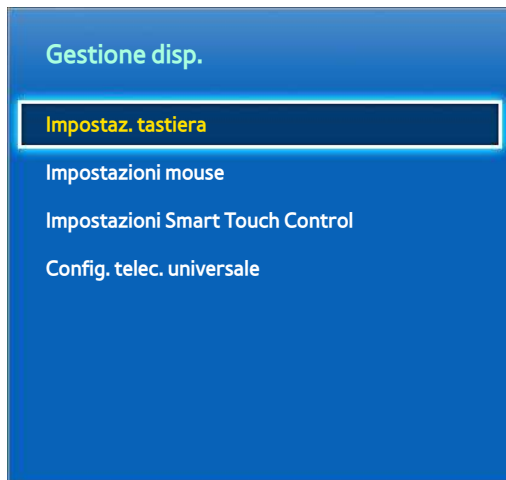 Gestione disp.
Impostaz. tastiera
Impostazioni mouse
Impostazioni Smart Touch Control
Config. telec. universale